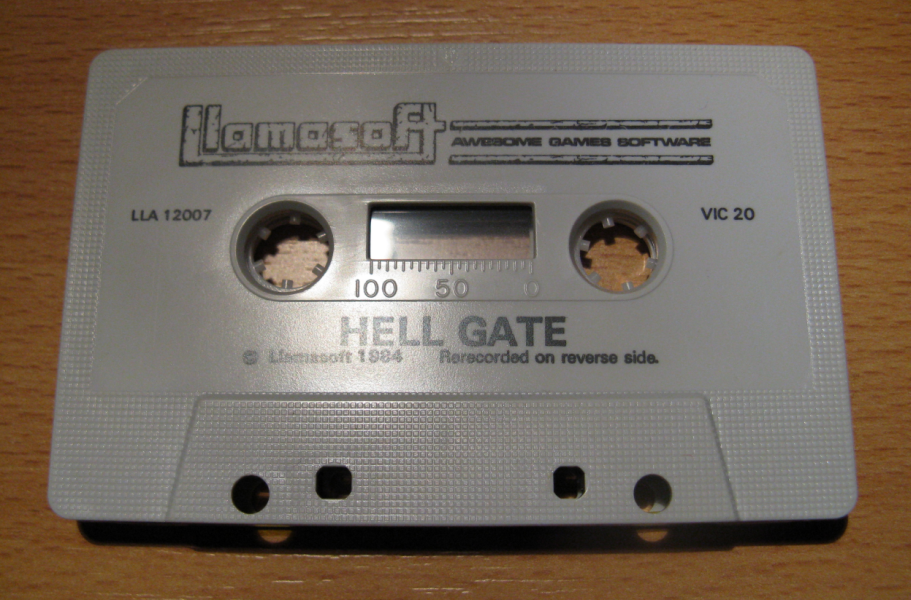 llamasoft
AWESOME GAMES SOFTWARE
LLA 12007
VIC 20
100 50 0
HELL GATE
© Llamasoft 1984 Rerecorded on reverse side.